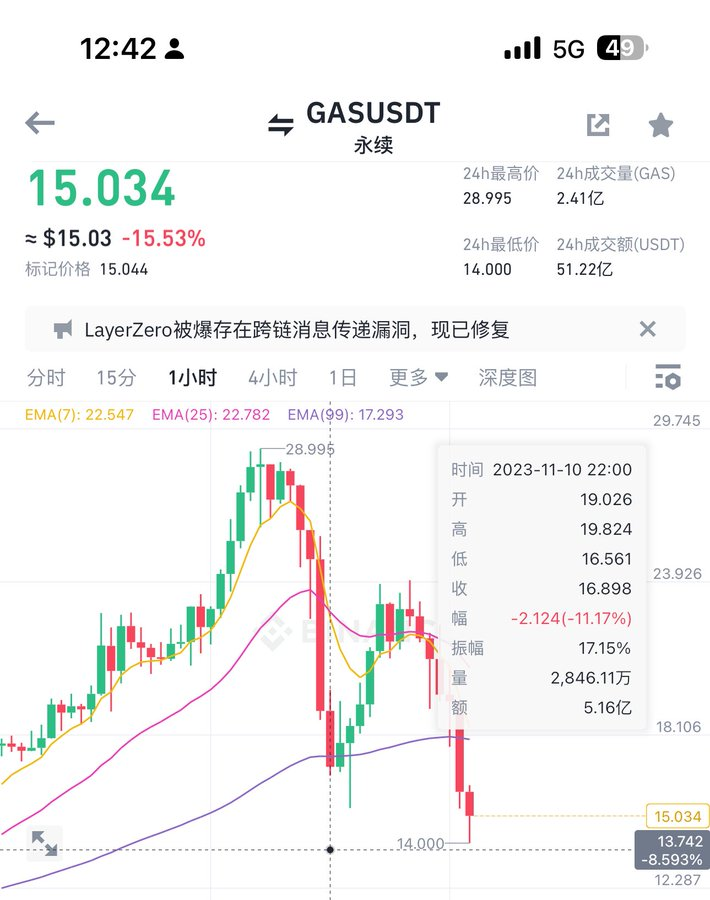 12:42
5G 49
GASUSDT
永续
15.034
≈ $15.03 -15.53%
标记价格 15.044
24h最高价 24h成交量(GAS)
28.995 2.41亿
24h最低价 24h成交额(USDT)
14.000 51.22亿
LayerZero被爆存在跨链消息传递漏洞，现已修复
分时 15分 1小时 4小时 1日 更多 深度图
EMA(7): 22.547 EMA(25): 22.782 EMA(99): 17.293
29.745
28.995
时间 2023-11-10 22:00
开 19.026
高 19.824
低 16.561
收 16.898
幅 -2.124(-11.17%)
振幅 17.15%
量 2,846.11万
额 5.16亿
23.926
18.106
15.034
14.000
13.742
-8.593%
12.287